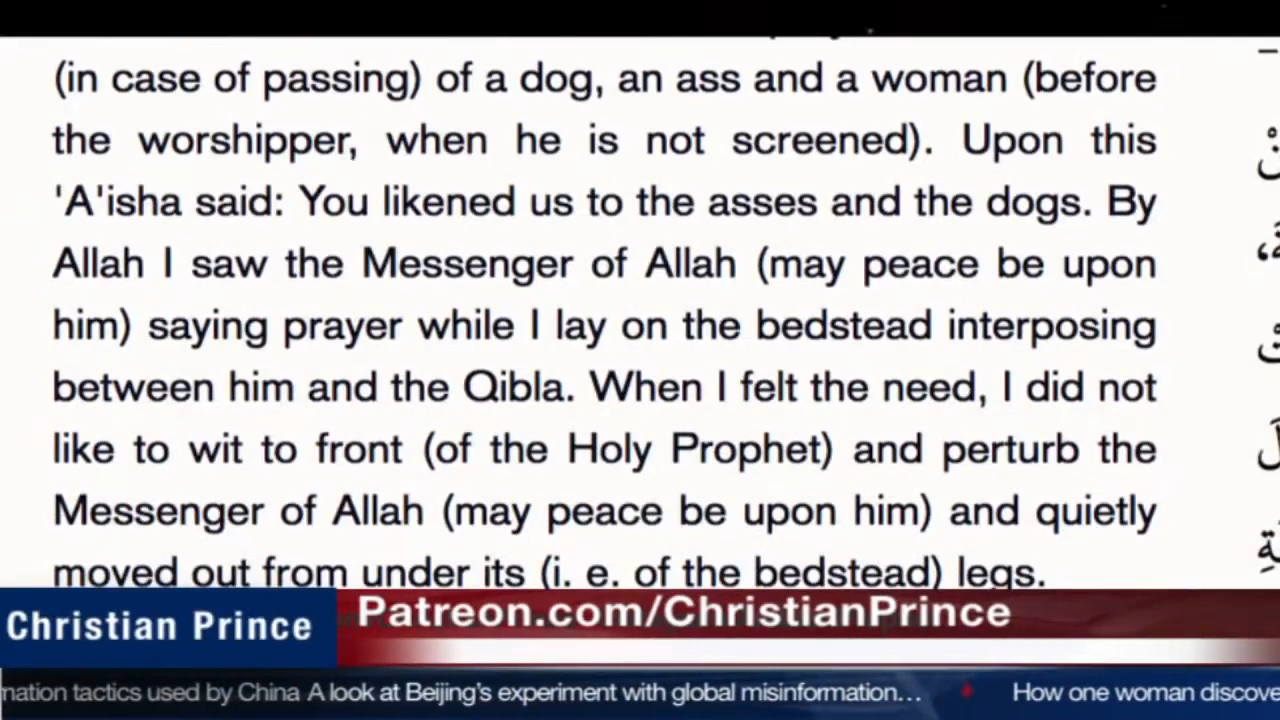 (in case of passing) of a dog, an ass and a woman (before
the worshipper, when he is not screened). Upon this
'A'isha said: You likened us to the asses and the dogs. By
Allah I saw the Messenger of Allah (may peace be upon
him) saying prayer while I lay on the bedstead interposing
between him and the Qibla. When I felt the need, I did not
like to wit to front (of the Holy Prophet) and perturb the
Messenger of Allah (may peace be upon him) and quietly
moved out from under its (i. e. of the bedstead) legs.
Patreon.com/ChristianPrince
Christian Prince
nation tactics used by China A look at Beijing's experiment with global misinformation... How one woman discove